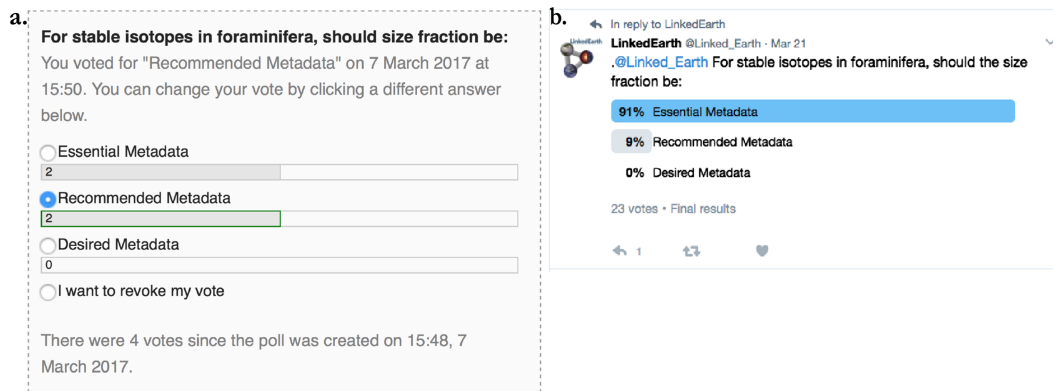 a.
For stable isotopes in foraminifera, should size fraction be:
You voted for "Recommended Metadata" on 7 March 2017 at
15:50. You can change your vote by clicking a different answer
below.
Essential Metadata
2
Recommended Metadata
2
Desired Metadata
0
I want to revoke my vote
There were 4 votes since the poll was created on 15:48, 7
March 2017.
b.
In reply to LinkedEarth
LinkedEarth
LinkedEarth @Linked_Earth · Mar 21
.@Linked_Earth For stable isotopes in foraminifera, should the size
fraction be:
91% Essential Metadata
9% Recommended Metadata
0% Desired Metadata
23 votes • Final results
1